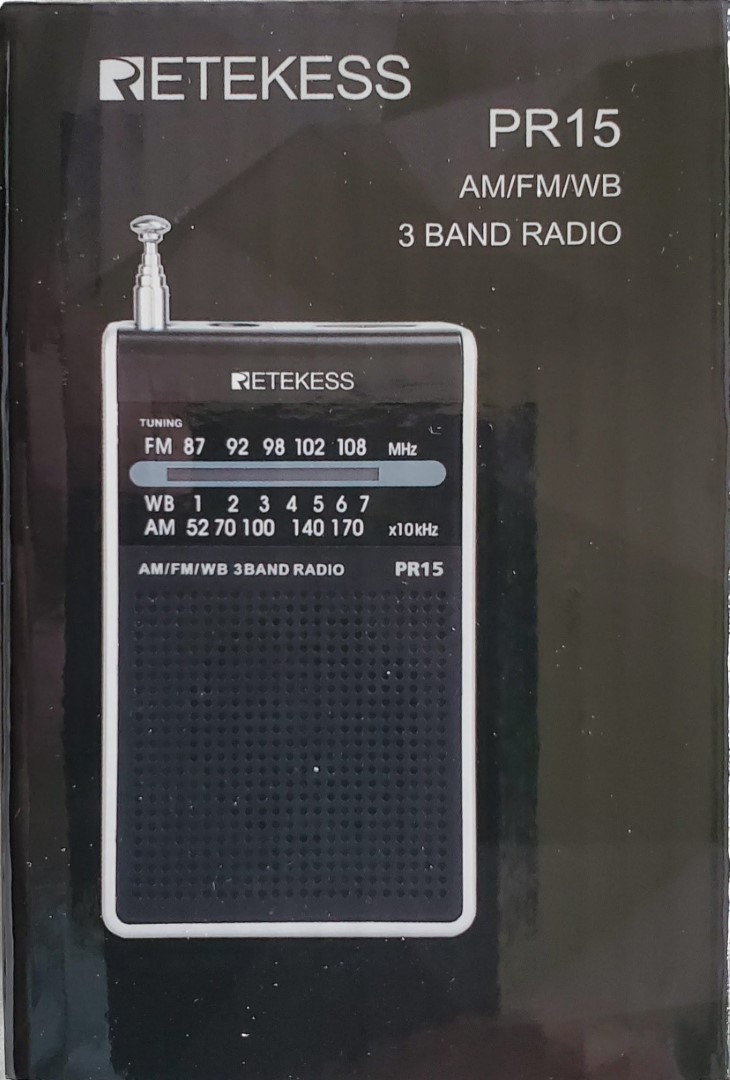 RETEKESS
PR15
AM/FM/WB
3 BAND RADIO
RETEKESS
TUNING
FM 87 92 98 102 108 MHz
WB 1 2 3 4 5 6 7
AM 52 70 100 140 170 x10kHz
AM/FM/WB 3BAND RADIO PR15